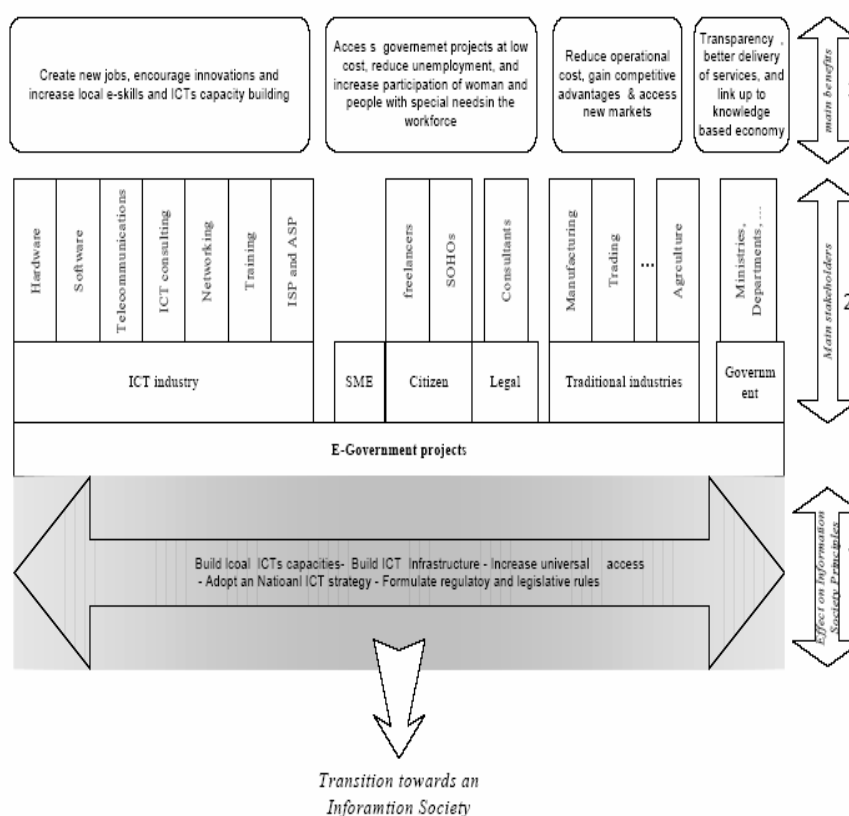 Create new jobs, encourage innovations and
increase local e-skills and ICTs capacity building
Acces s governemet projects at low
cost, reduce unemployment, and
increase participation of woman and
people with special needsin the
workforce
Reduce operational
cost, gain competitive
advantages & access
new markets
Transparency ,
better delivery
of services, and
link up to
knowledge
based economy
main benefits
Hardware
Software
Telecommunications
ICT consulting
Networking
Training
ISP and ASP
freelancers
SOHOs
Consultants
Manufacturing
Trading
...
Agrculture
Ministries,
Departments, ...
Main stakeholders
2
ICT industry
SME
Citizen
Legal
Traditional industries
Governm
ent
E-Government projects
Build lcoal ICTs capacities- Build ICT Infrastructure - Increase universal access
- Adopt an Natioanl ICT strategy - Formulate regulatoy and legislative rules
Effect on Information
Society Principles
Transition towards an
Inforamtion Society